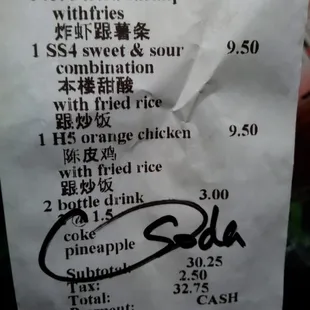 withfries
炸虾跟薯条
1 SS4 sweet & sour 9.50
combination
本楼甜酸
with fried rice
跟炒饭
1 H5 orange chicken 9.50
陈皮鸡
with fried rice
跟炒饭
2 bottle drink 3.00
@ 1.5
coke
pineapple
Soda
Subtotal: 30.25
Tax: 2.50
Total: 32.75
CASH